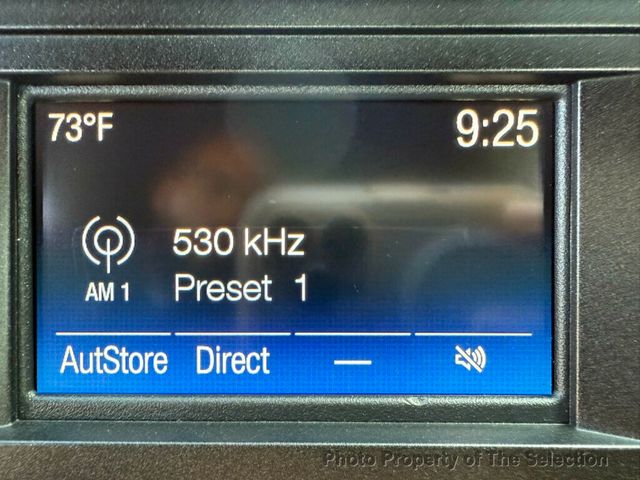 73°F 9:25
530 kHz
AM 1 Preset 1
AutStore Direct —
Photo Property of The Selection